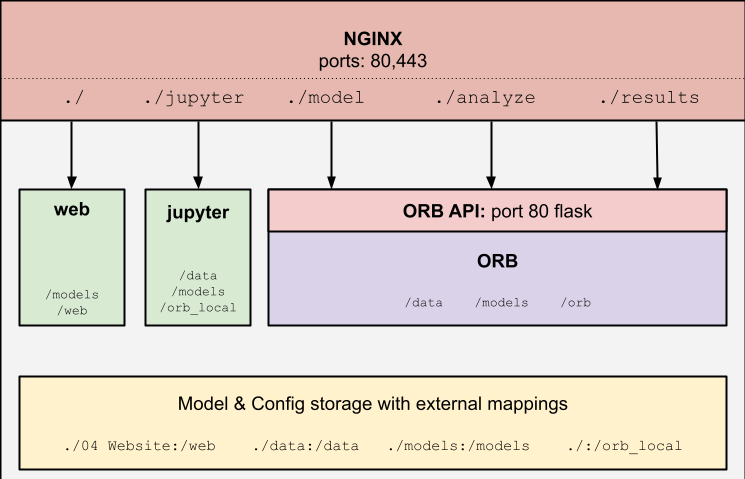 NGINX
ports: 80,443
./ ./jupyter ./model ./analyze ./results
web
/models
/web
jupyter
/data
/models
/orb_local
ORB API: port 80 flask
ORB
/data /models /orb
Model & Config storage with external mappings
./04 Website:/web ./data:/data ./models:/models ./:/orb_local